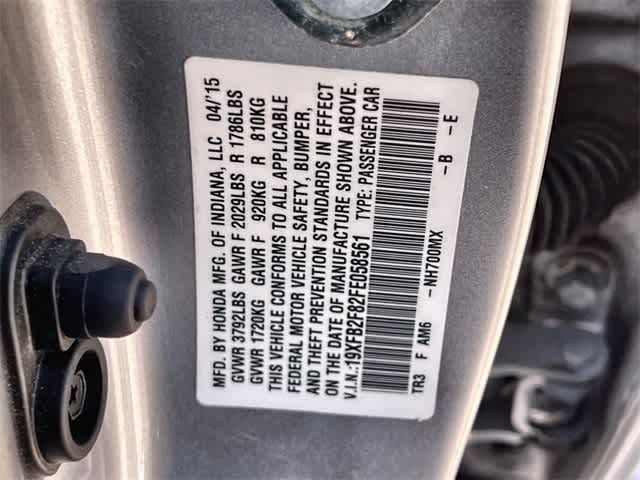 MFD. BY HONDA MFG. OF INDIANA, LLC 04/'15
GVWR 3792LBS GAWR F 2029LBS R 1786LBS
GVWR 1720KG GAWR F 920KG R 810KG
THIS VEHICLE CONFORMS TO ALL APPLICABLE
FEDERAL MOTOR VEHICLE SAFETY, BUMPER,
AND THEFT PREVENTION STANDARDS IN EFFECT
ON THE DATE OF MANUFACTURE SHOWN ABOVE.
V.I.N.:19XFB2F82FE058561 TYPE: PASSENGER CAR
TR3 F AM6 -NH700MX -B -E